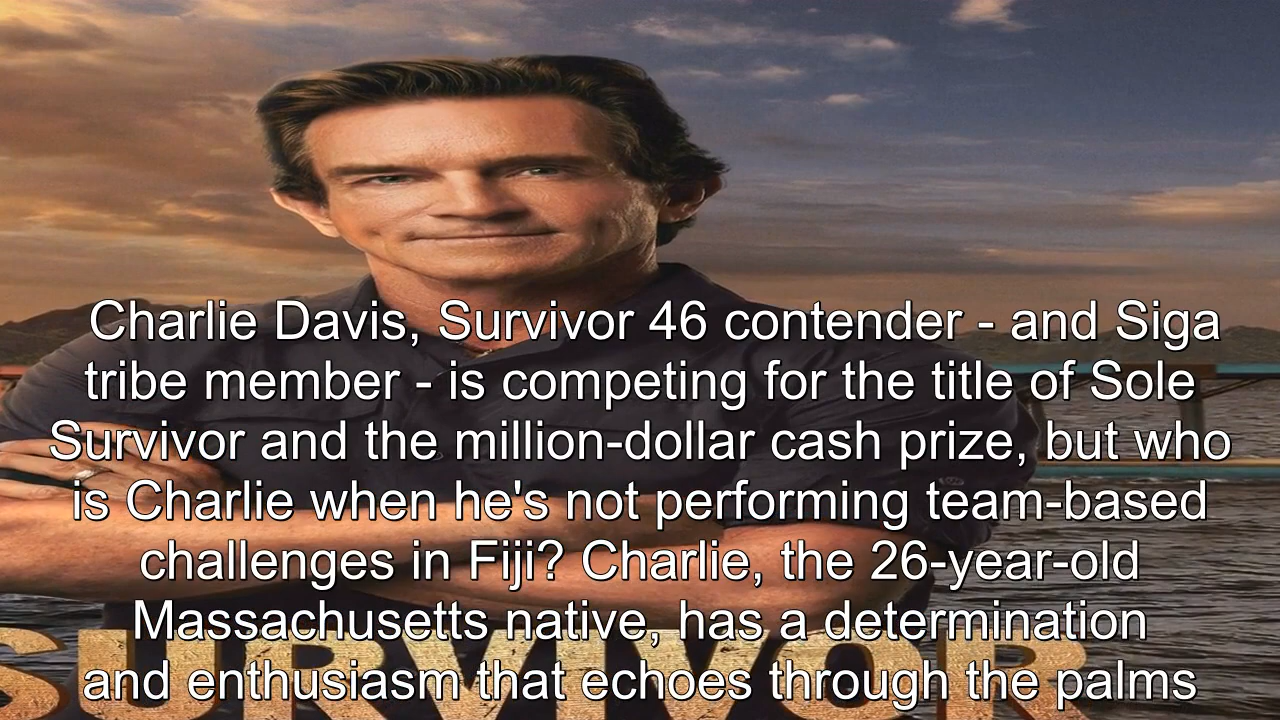 Charlie Davis, Survivor 46 contender - and Siga
tribe member - is competing for the title of Sole
Survivor and the million-dollar cash prize, but who
is Charlie when he's not performing team-based
challenges in Fiji? Charlie, the 26-year-old
Massachusetts native, has a determination
and enthusiasm that echoes through the palms
SURVIVOR